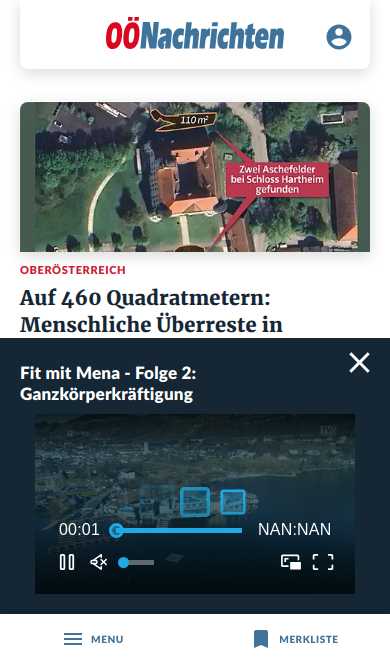 OÖNachrichten
110 m²
Zwei Aschefelder
bei Schloss Hartheim
gefunden
OBERÖSTERREICH
Auf 460 Quadratmetern:
Menschliche Überreste in
Fit mit Mena - Folge 2:
Ganzkörperkräftigung
00:01
NAN:NAN
MENU
MERKLISTE